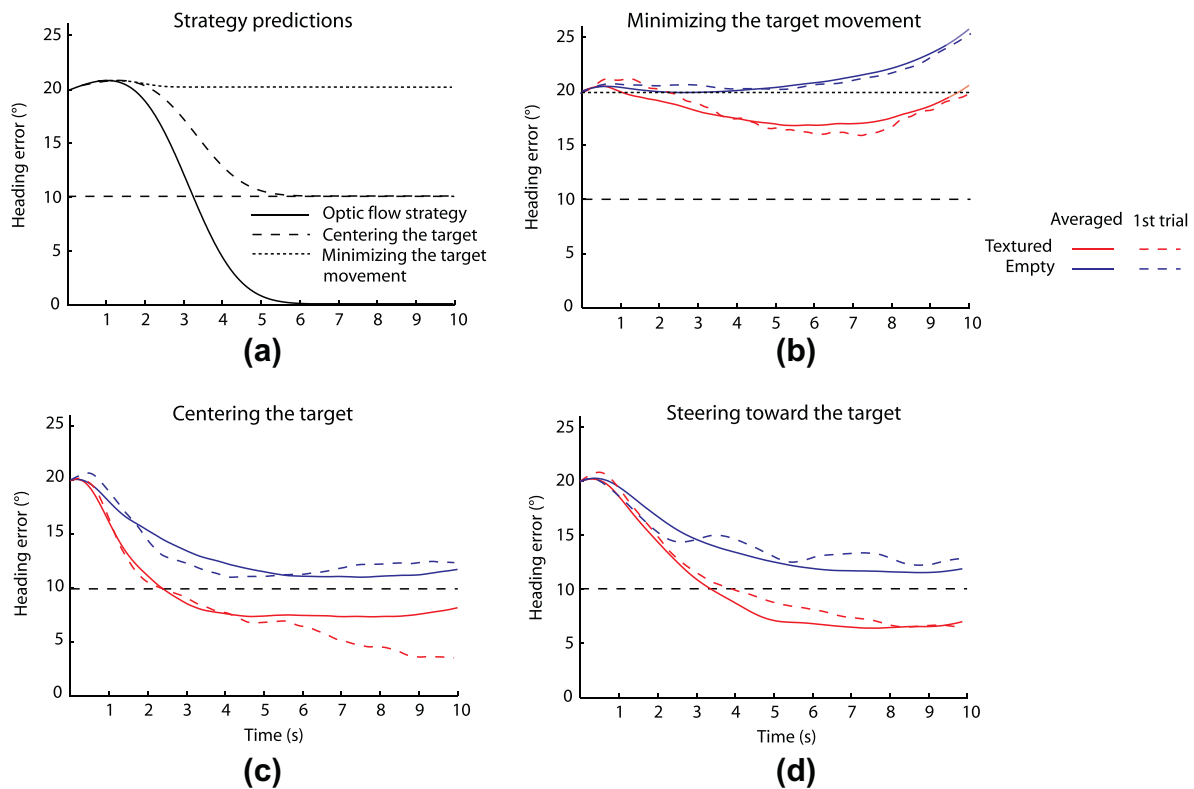 Strategy predictions
25
20
15
10
5
0
Heading error (°)
Optic flow strategy
Centering the target
Minimizing the target
movement
1 2 3 4 5 6 7 8 9 10
(a)
Minimizing the target movement
25
20
15
10
5
0
Heading error (°)
1 2 3 4 5 6 7 8 9 10
(b)
Averaged 1st trial
Textured
Empty
Centering the target
25
20
15
10
5
0
Heading error (°)
1 2 3 4 5 6 7 8 9 10
Time (s)
(c)
Steering toward the target
25
20
15
10
5
0
Heading error (°)
1 2 3 4 5 6 7 8 9 10
Time (s)
(d)